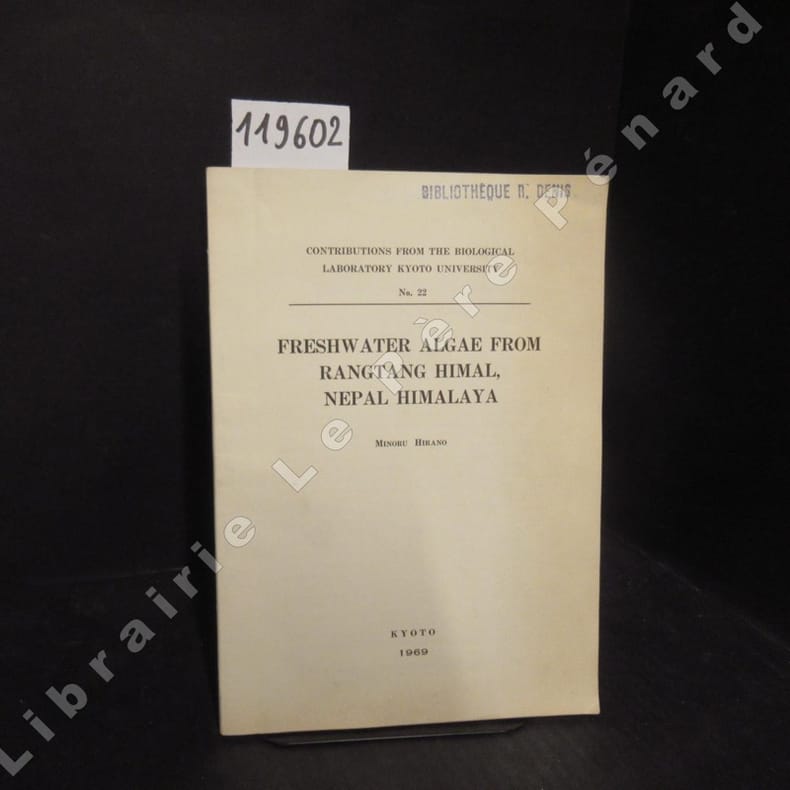 119602
BIBLIOTHÈQUE R. DENIS
CONTRIBUTIONS FROM THE BIOLOGICAL
LABORATORY KYOTO UNIVERSITY
No. 22
FRESHWATER ALGAE FROM
RANGTANG HIMAL,
NEPAL HIMALAYA
MINORU HIRANO
KYOTO
1969
Librairie Le Père Pénard